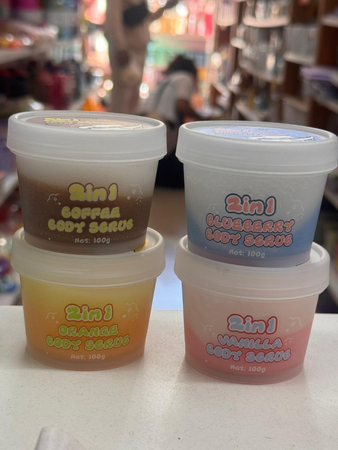 2in1
COFFEE
BODY SCRUB
Net: 100g
2in1
BLUEBERRY
BODY SCRUB
Net: 100g
2in1
ORANGE
BODY SCRUB
Net: 100g
2in1
VANILLA
BODY SCRUB
Net: 100g